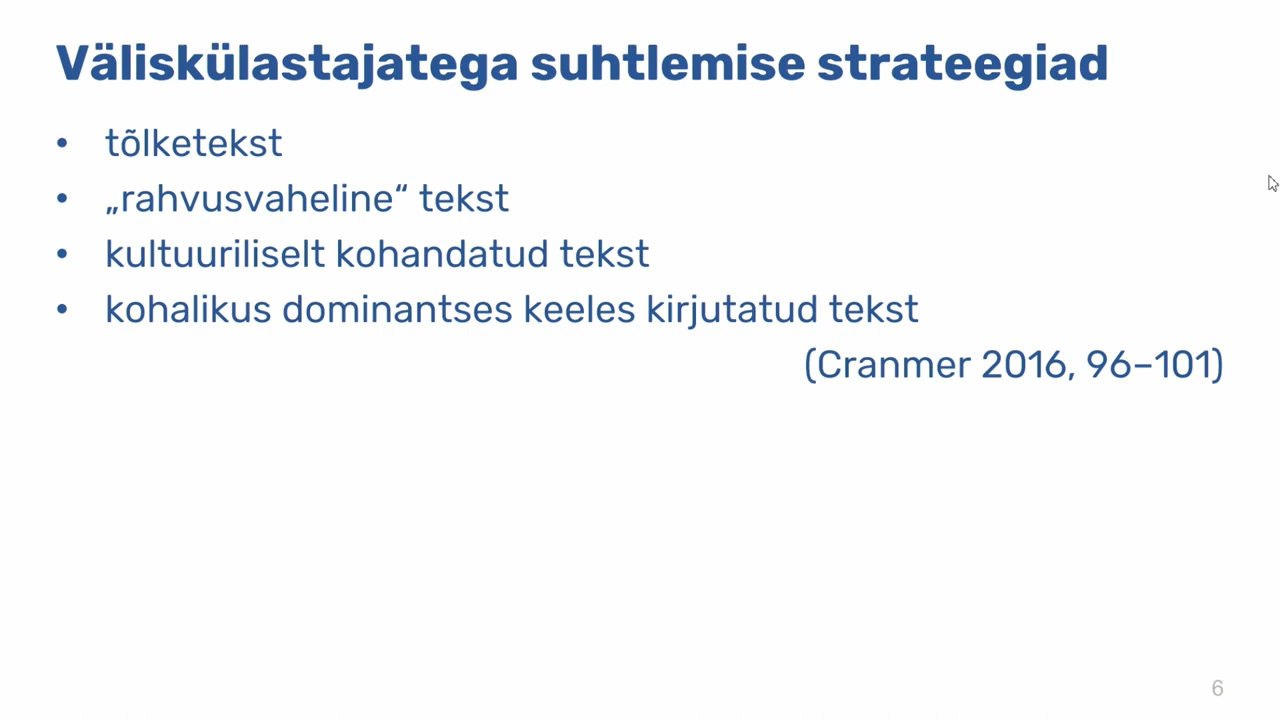 Väliskülastajatega suhtlemise strateegiad
• tõlketekst
• „rahvusvaheline“ tekst
• kultuuriliselt kohandatud tekst
• kohalikus dominantses keeles kirjutatud tekst
(Cranmer 2016, 96–101)
6